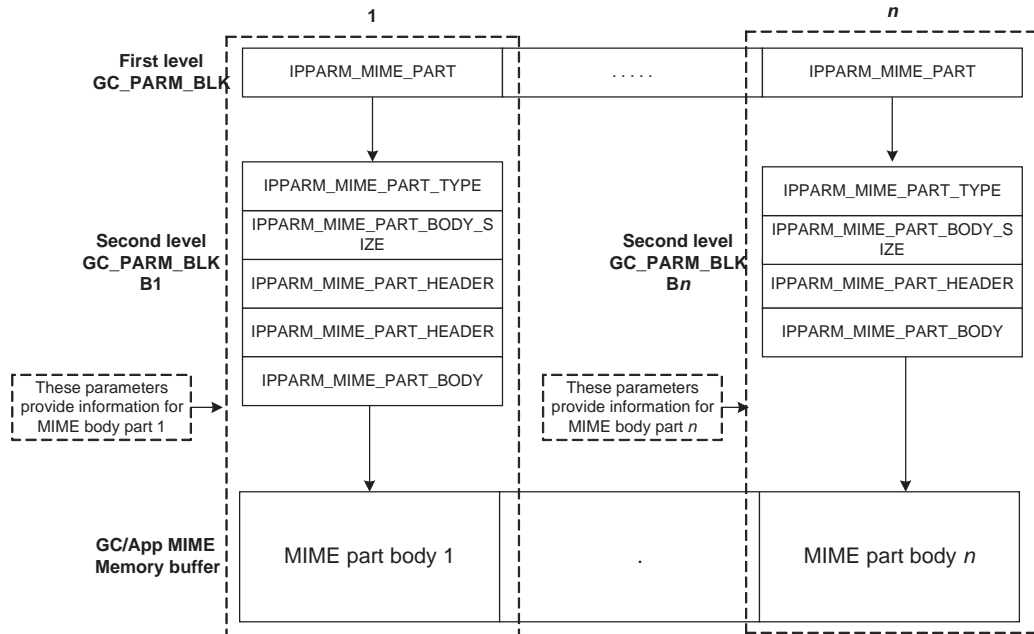 1
n
First level
GC_PARM_BLK
IPPARM_MIME_PART
. . . . .
IPPARM_MIME_PART
Second level
GC_PARM_BLK
B1
IPPARM_MIME_PART_TYPE
IPPARM_MIME_PART_BODY_S
IZE
IPPARM_MIME_PART_HEADER
IPPARM_MIME_PART_HEADER
IPPARM_MIME_PART_BODY
Second level
GC_PARM_BLK
Bn
IPPARM_MIME_PART_TYPE
IPPARM_MIME_PART_BODY_S
IZE
IPPARM_MIME_PART_HEADER
IPPARM_MIME_PART_BODY
These parameters
provide information for
MIME body part 1
These parameters
provide information for
MIME body part n
GC/App MIME
Memory buffer
MIME part body 1
.
MIME part body n